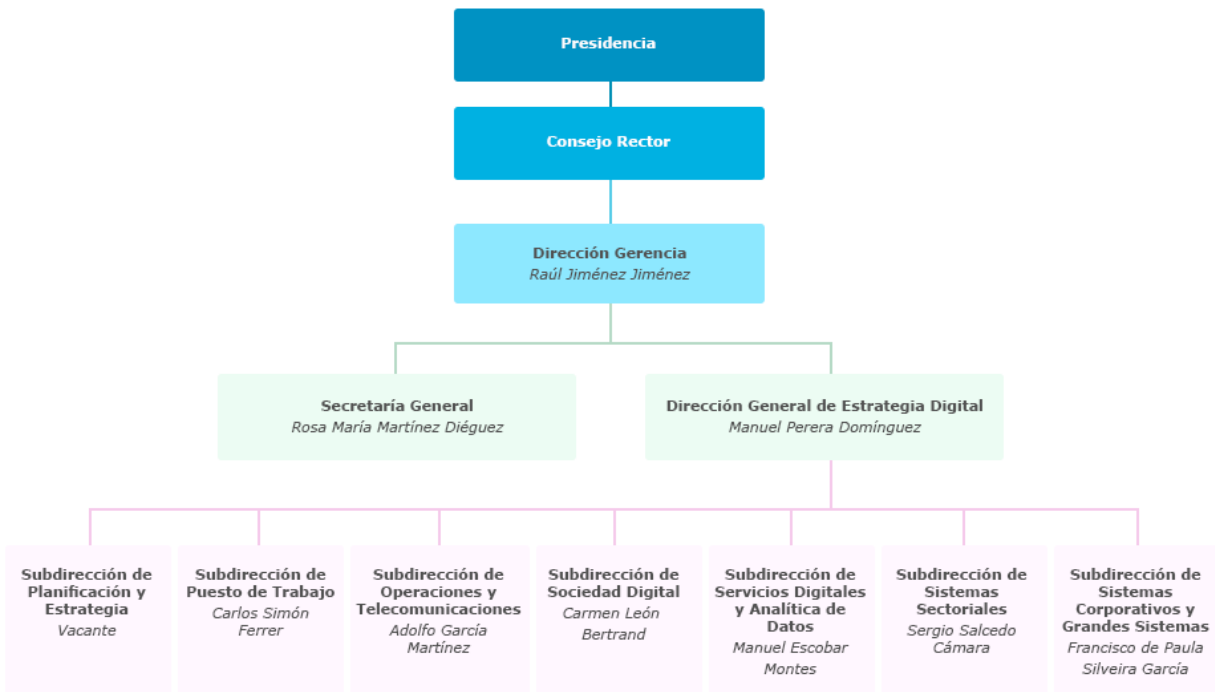 Presidencia
Consejo Rector
Dirección Gerencia
Raúl Jiménez Jiménez
Secretaría General
Rosa María Martínez Diéguez
Dirección General de Estrategia Digital
Manuel Perera Domínguez
Subdirección de
Planificación y
Estrategia
Vacante
Subdirección de
Puesto de Trabajo
Carlos Simón
Ferrer
Subdirección de
Operaciones y
Telecomunicaciones
Adolfo García
Martínez
Subdirección de
Sociedad Digital
Carmen León
Bertrand
Subdirección de
Servicios Digitales
y Analítica de
Datos
Manuel Escobar
Montes
Subdirección de
Sistemas
Sectoriales
Sergio Salcedo
Cámara
Subdirección de
Sistemas
Corporativos y
Grandes Sistemas
Francisco de Paula
Silveira García